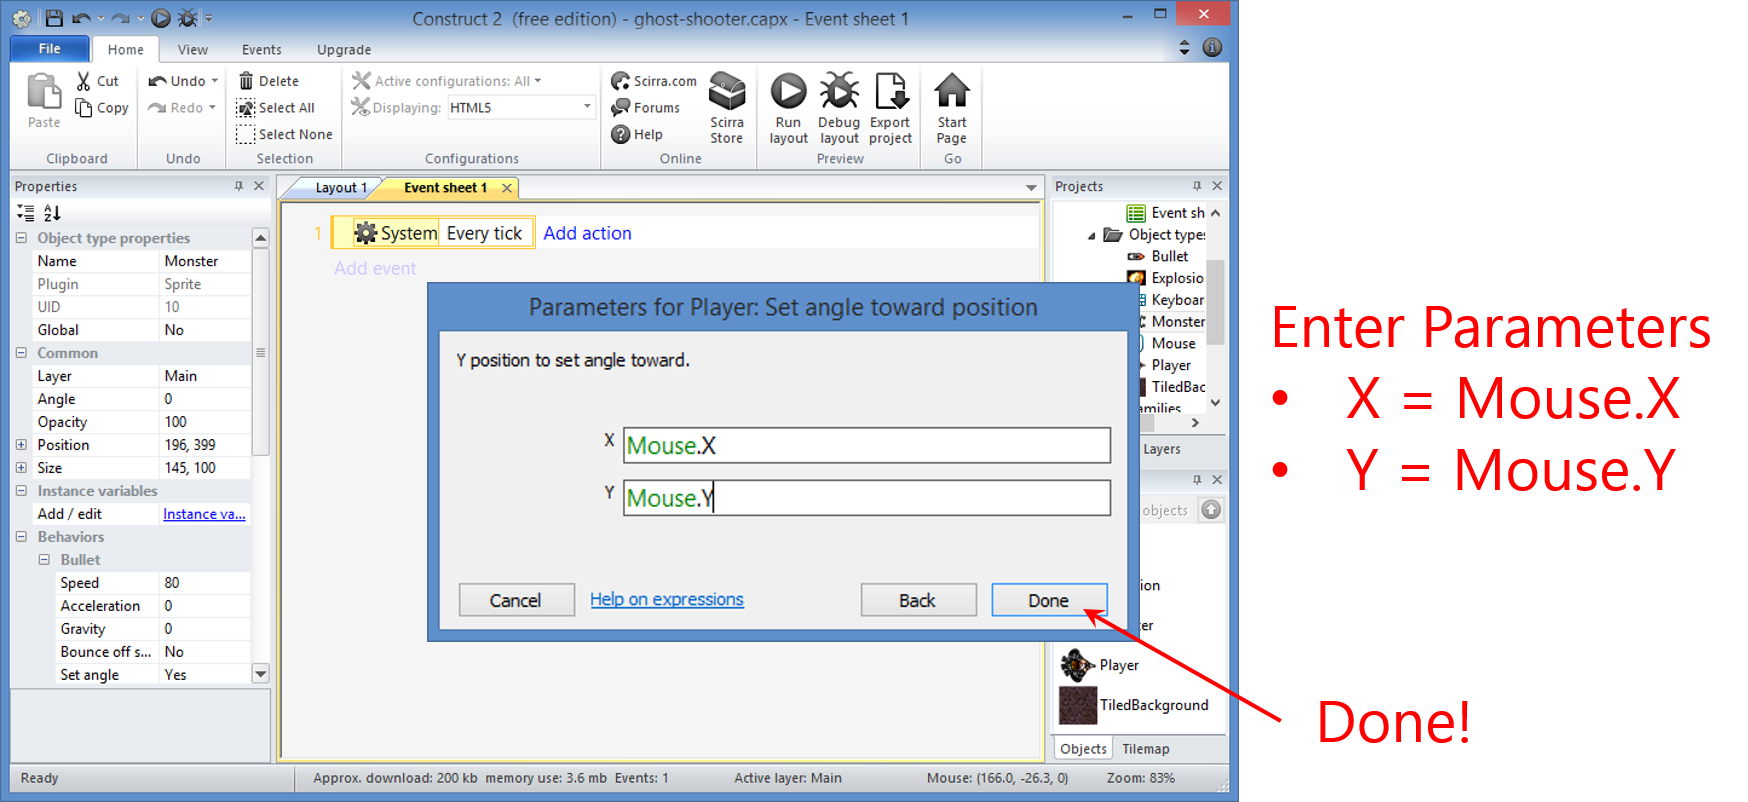 Construct 2  (free edition) - ghost-shooter.capx - Event sheet 1
File Home View Events Upgrade
Paste
Cut
Copy
Clipboard
Undo
Redo
Undo
Delete
Select All
Select None
Selection
Active configurations: All
Displaying: HTML5
Configurations
Scirra.com
Forums
Help
Scirra
Store
Online
Run
layout
Debug
layout
Export
project
Preview
Start
Page
Go
Properties
Object type properties
Name Monster
Plugin Sprite
UID 10
Global No
Common
Layer Main
Angle 0
Opacity 100
Position 196, 399
Size 145, 100
Instance variables
Add / edit Instance va...
Behaviors
Bullet
Speed 80
Acceleration 0
Gravity 0
Bounce off s... No
Set angle Yes
Layout 1 Event sheet 1
1 System Every tick Add action
Add event
Parameters for Player: Set angle toward position
Y position to set angle toward.
X Mouse.X
Y Mouse.Y
Cancel Help on expressions Back Done
Projects
Event sh
Object types
Bullet
Explosio
Keyboar
Monster
Mouse
Player
TiledBac
amilies
Layers
objects
ion
ter
Player
TiledBackground
Objects Tilemap
Ready Approx. download: 200 kb  memory use: 3.6 mb  Events: 1 Active layer: Main Mouse: (166.0, -26.3, 0) Zoom: 83%
Enter Parameters
• X = Mouse.X
• Y = Mouse.Y
Done!